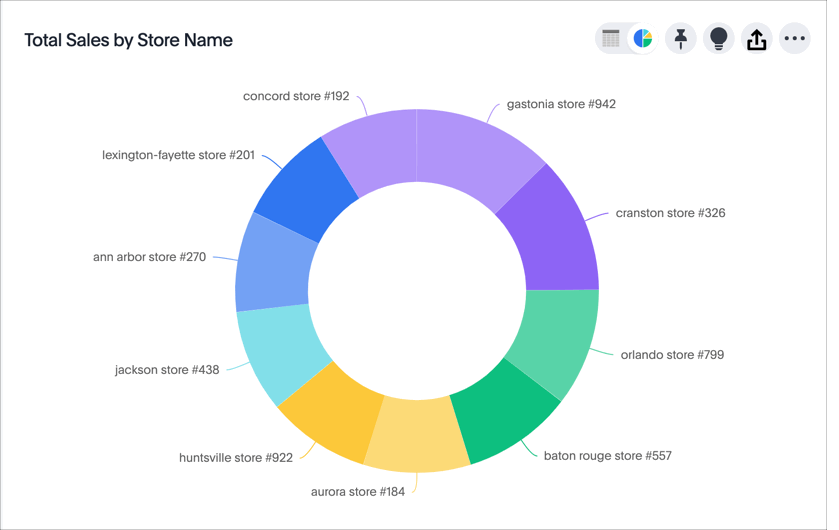 Total Sales by Store Name
concord store #192
gastonia store #942
lexington-fayette store #201
cranston store #326
ann arbor store #270
orlando store #799
jackson store #438
baton rouge store #557
huntsville store #922
aurora store #184